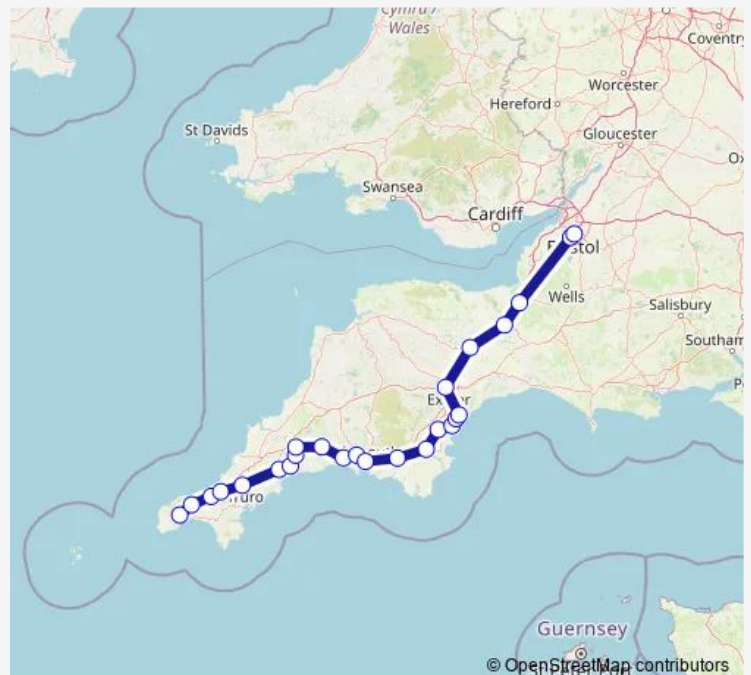 Cymru /
Wales
Coventry
Worcester
Hereford
St Davids
Gloucester
Swansea
Cardiff
Bristol
Wells
Salisbury
Exeter
Truro
Guernsey
© OpenStreetMap contributors